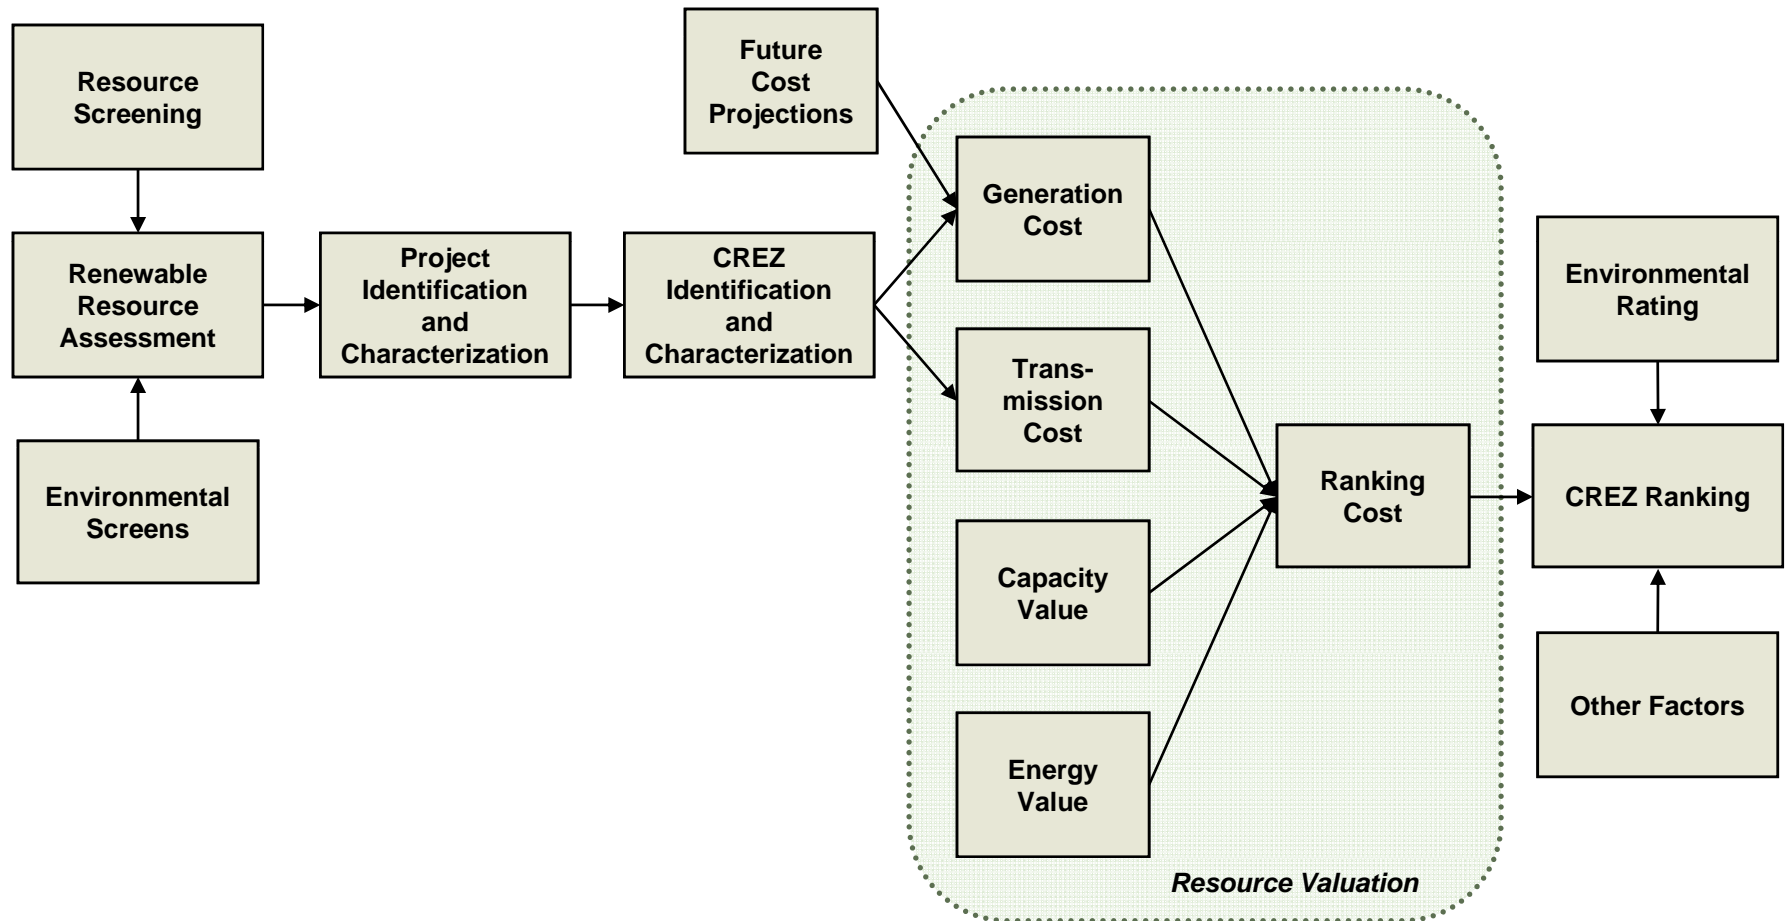 Resource
Screening
Renewable
Resource
Assessment
Environmental
Screens
Project
Identification
and
Characterization
CREZ
Identification
and
Characterization
Future
Cost
Projections
Generation
Cost
Trans-
mission
Cost
Capacity
Value
Energy
Value
Ranking
Cost
Resource Valuation
Environmental
Rating
CREZ Ranking
Other Factors